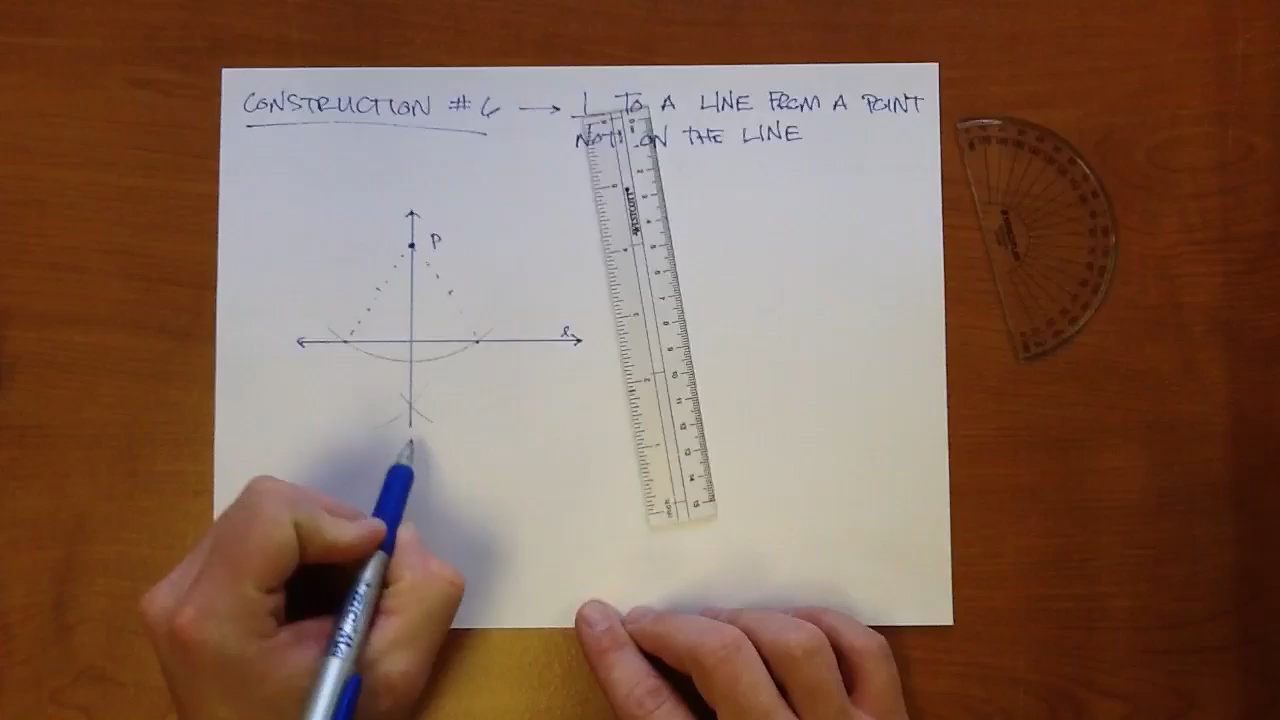 CONSTRUCTION # 6 → ⊥ TO A LINE FROM A POINT
NOT ON THE LINE
P
l